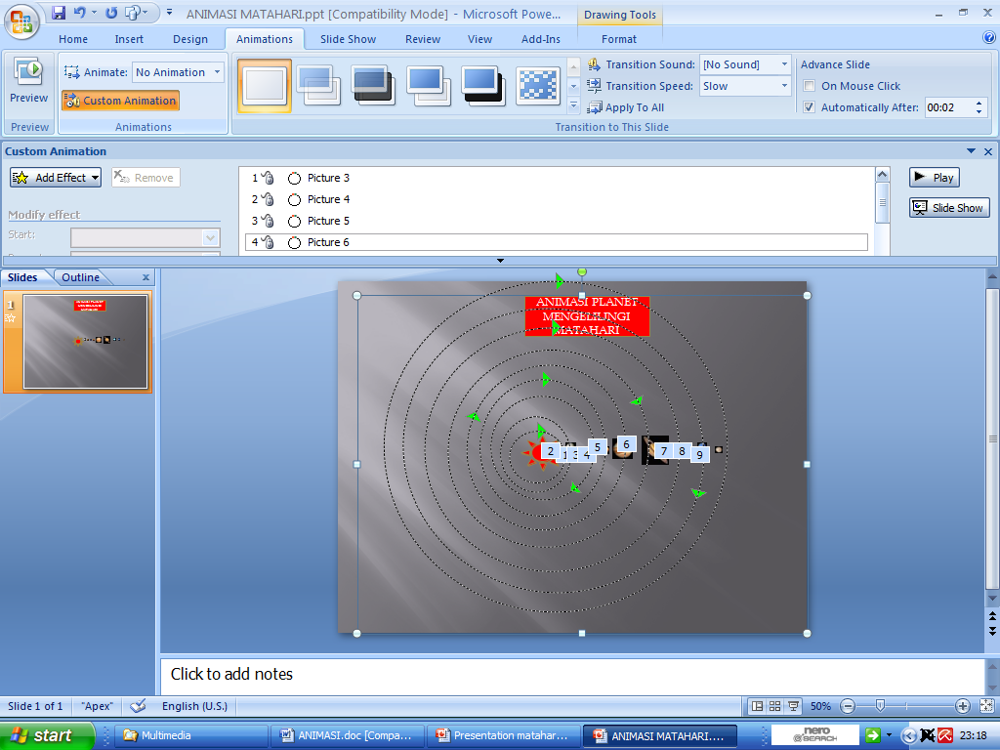 ANIMASI MATAHARI.ppt [Compatibility Mode] - Microsoft Powe...
Drawing Tools
Home Insert Design Animations Slide Show Review View Add-Ins Format
Preview
Preview
Animate: No Animation
Custom Animation
Animations
Transition Sound: [No Sound]
Transition Speed: Slow
Apply To All
Transition to This Slide
Advance Slide
On Mouse Click
Automatically After: 00:02
Custom Animation
Add Effect
Remove
Modify effect
Start:
1 Picture 3
2 Picture 4
3 Picture 5
4 Picture 6
Play
Slide Show
Slides Outline
1
ANIMASI PLANET
MENGELILINGI
MATAHARI
2 1 3 4 5 6 7 8 9
Click to add notes
Slide 1 of 1 "Apex" English (U.S.) 50%
start Multimedia ANIMASI.doc [Compa... Presentation matahar... ANIMASI MATAHARI....
nero
SEARCH
23:18